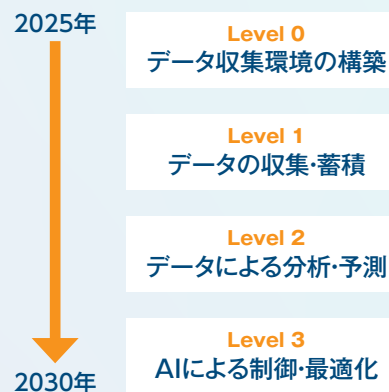 2025年
Level 0
データ収集環境の構築
Level 1
データの収集・蓄積
Level 2
データによる分析・予測
Level 3
AIによる制御・最適化
2030年